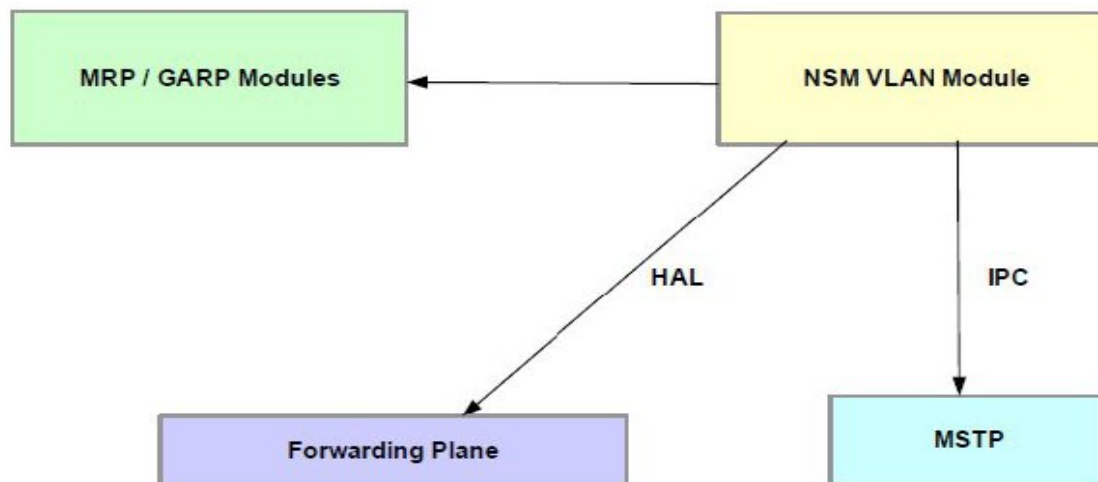 MRP / GARP Modules
NSM VLAN Module
HAL
IPC
Forwarding Plane
MSTP